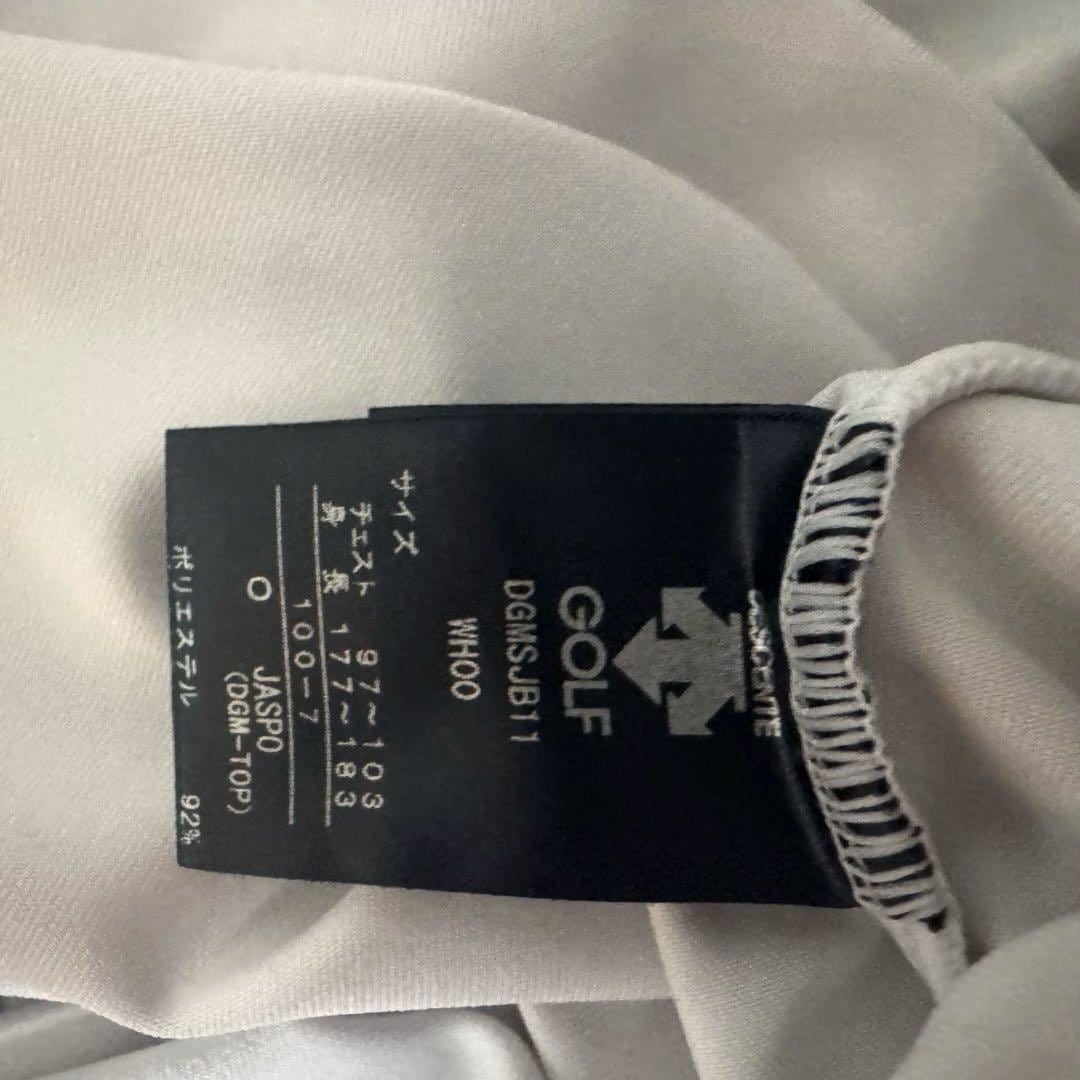 DESCENTE
GOLF
DGMSJB11
WH00
サイズ
チェスト 97～103
身長 177～183
100-7
O JASPO
(DGM-TOP)
ポリエステル 92%